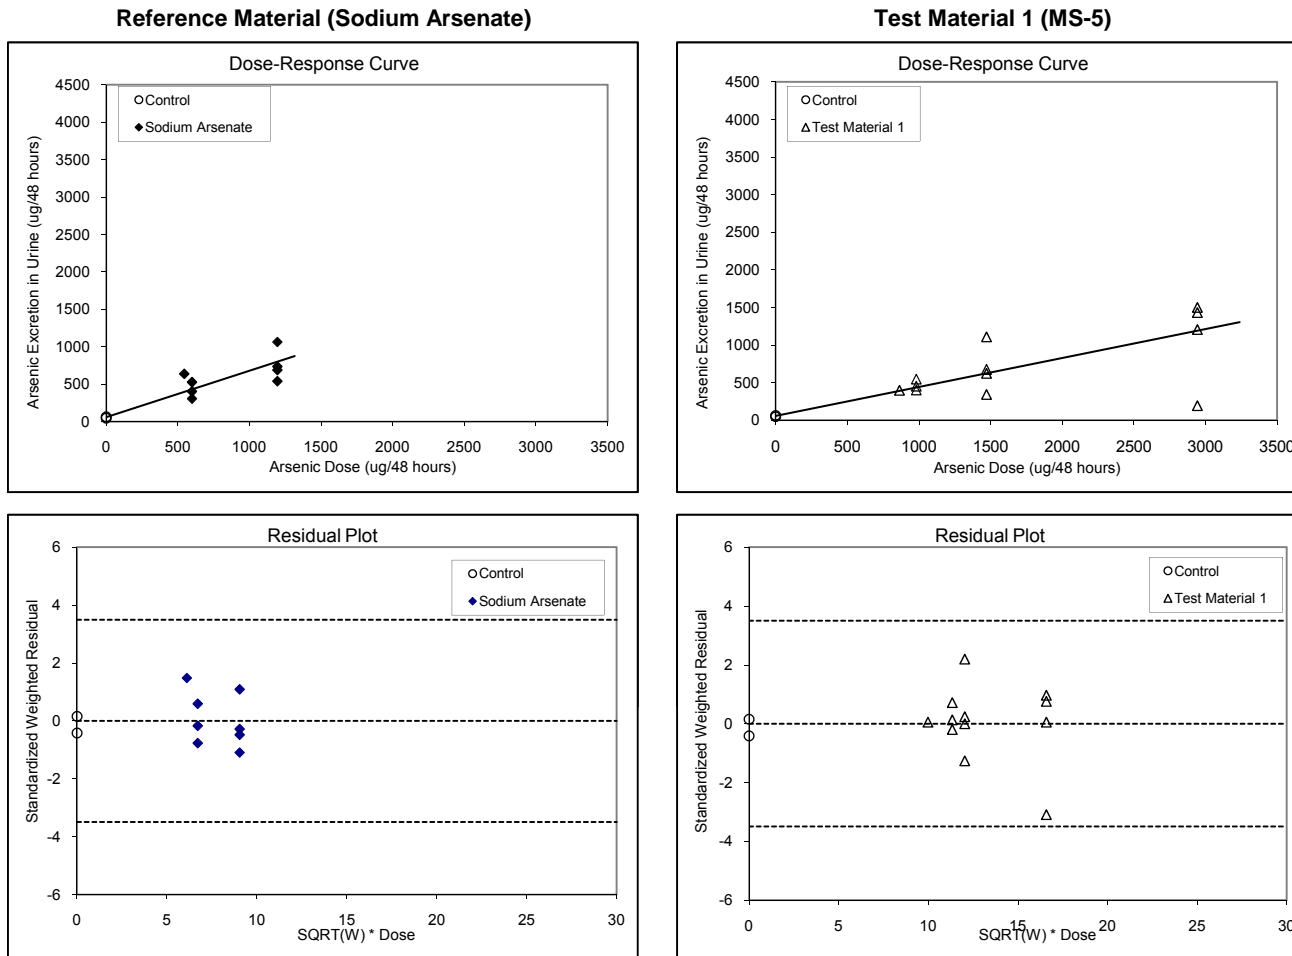 Reference Material (Sodium Arsenate)
Dose-Response Curve
Control
Sodium Arsenate
Arsenic Excretion in Urine (ug/48 hours)
4500
4000
3500
3000
2500
2000
1500
1000
500
0
0 500 1000 1500 2000 2500 3000 3500
Arsenic Dose (ug/48 hours)
Test Material 1 (MS-5)
Dose-Response Curve
Control
Test Material 1
Arsenic Excretion in Urine (ug/48 hours)
4500
4000
3500
3000
2500
2000
1500
1000
500
0
0 500 1000 1500 2000 2500 3000 3500
Arsenic Dose (ug/48 hours)
Residual Plot
Control
Sodium Arsenate
Standardized Weighted Residual
6
4
2
0
-2
-4
-6
0 5 10 15 20 25 30
SQRT(W) * Dose
Residual Plot
Control
Test Material 1
Standardized Weighted Residual
6
4
2
0
-2
-4
-6
0 5 10 15 20 25 30
SQRT(W) * Dose